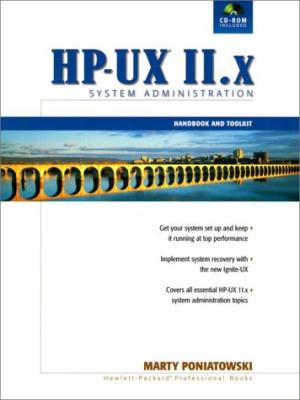 CD-ROM
INCLUDED
HP-UX 11.x
SYSTEM ADMINISTRATION
HANDBOOK AND TOOLKIT
Get your system set up and keep
it running at top performance
Implement system recovery with
the new Ignite-UX
Covers all essential HP-UX 11.x
system administration topics
MARTY PONIATOWSKI
Hewlett-Packard® Professional Books